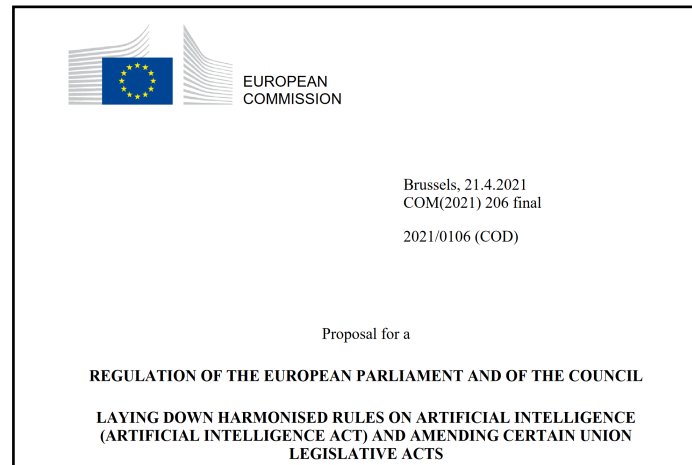 EUROPEAN
COMMISSION
Brussels, 21.4.2021
COM(2021) 206 final
2021/0106 (COD)
Proposal for a
REGULATION OF THE EUROPEAN PARLIAMENT AND OF THE COUNCIL
LAYING DOWN HARMONISED RULES ON ARTIFICIAL INTELLIGENCE
(ARTIFICIAL INTELLIGENCE ACT) AND AMENDING CERTAIN UNION
LEGISLATIVE ACTS